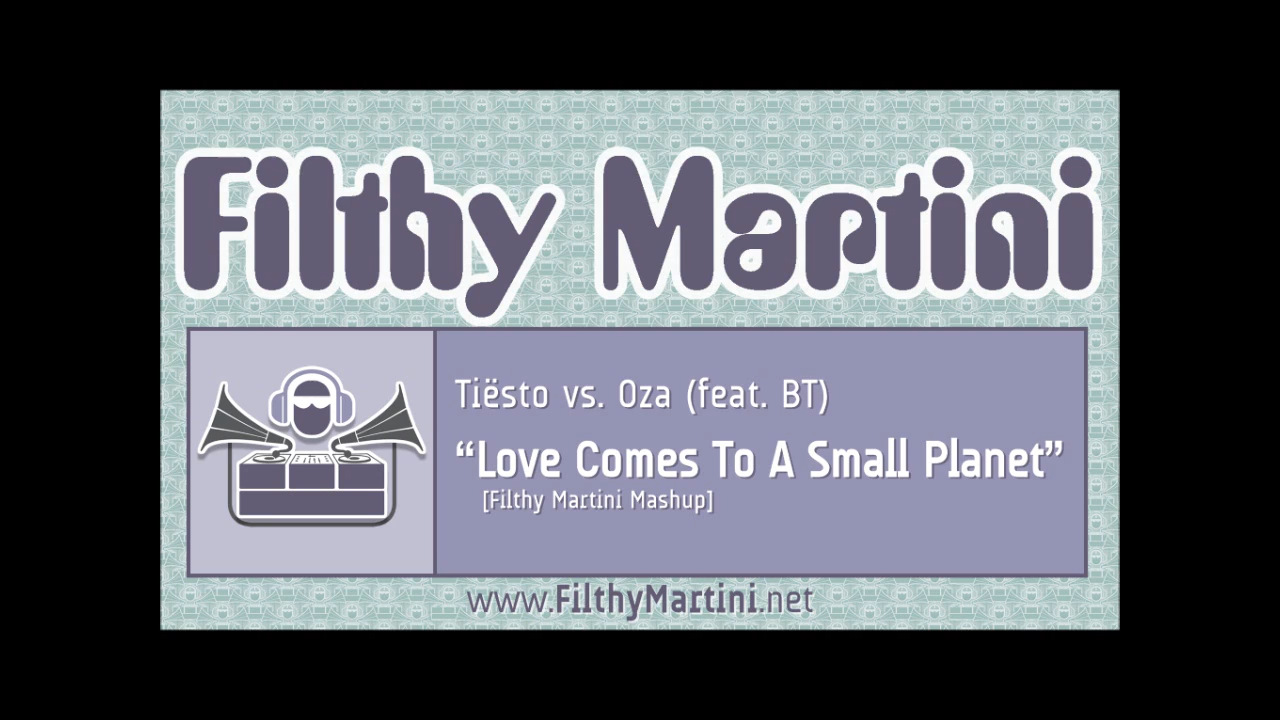 Filthy Martini
Tiësto vs. Oza (feat. BT)
“Love Comes To A Small Planet”
[Filthy Martini Mashup]
www.FilthyMartini.net